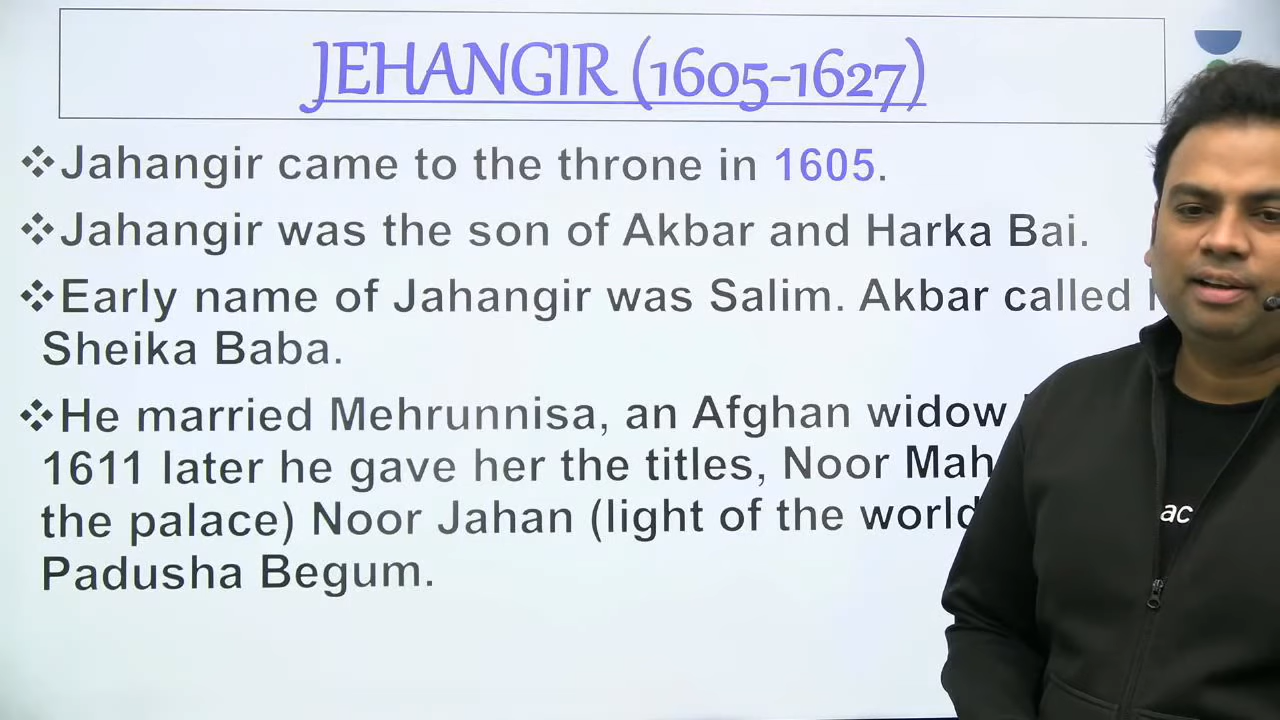 JEHANGIR (1605-1627)
❖Jahangir came to the throne in 1605.
❖Jahangir was the son of Akbar and Harka Bai.
❖Early name of Jahangir was Salim. Akbar called
Sheika Baba.
❖He married Mehrunnisa, an Afghan widow
1611 later he gave her the titles, Noor
the palace) Noor Jahan (light of the world
Padusha Begum.
ac